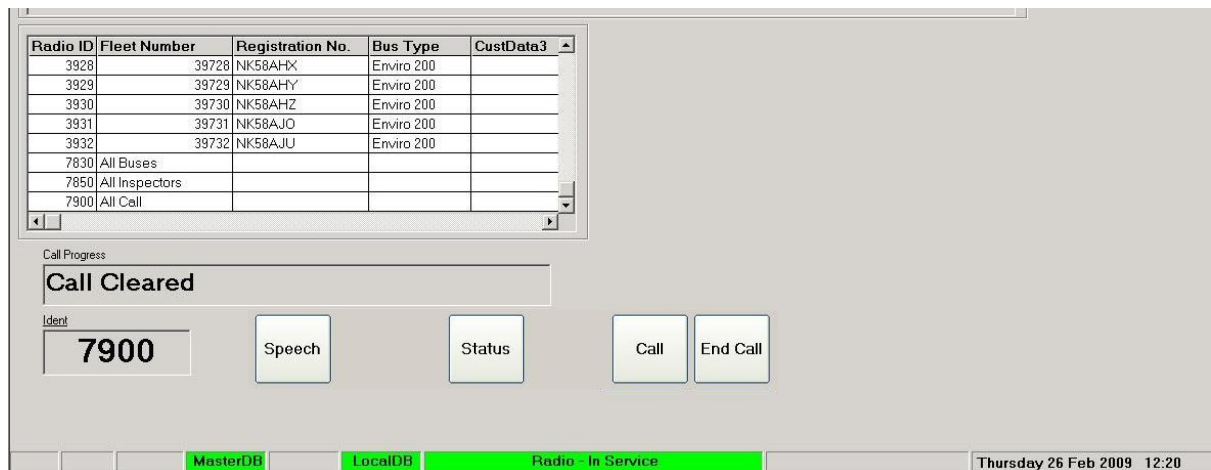 Radio ID Fleet Number Registration No. Bus Type CustData3
3928 39728 NK58AHX Enviro 200
3929 39729 NK58AHY Enviro 200
3930 39730 NK58AHZ Enviro 200
3931 39731 NK58AJO Enviro 200
3932 39732 NK58AJU Enviro 200
7830 All Buses
7850 All Inspectors
7900 All Call
Call Progress
Call Cleared
Ident
7900 Speech Status Call End Call
MasterDB LocalDB Radio - In Service Thursday 26 Feb 2009 12:20